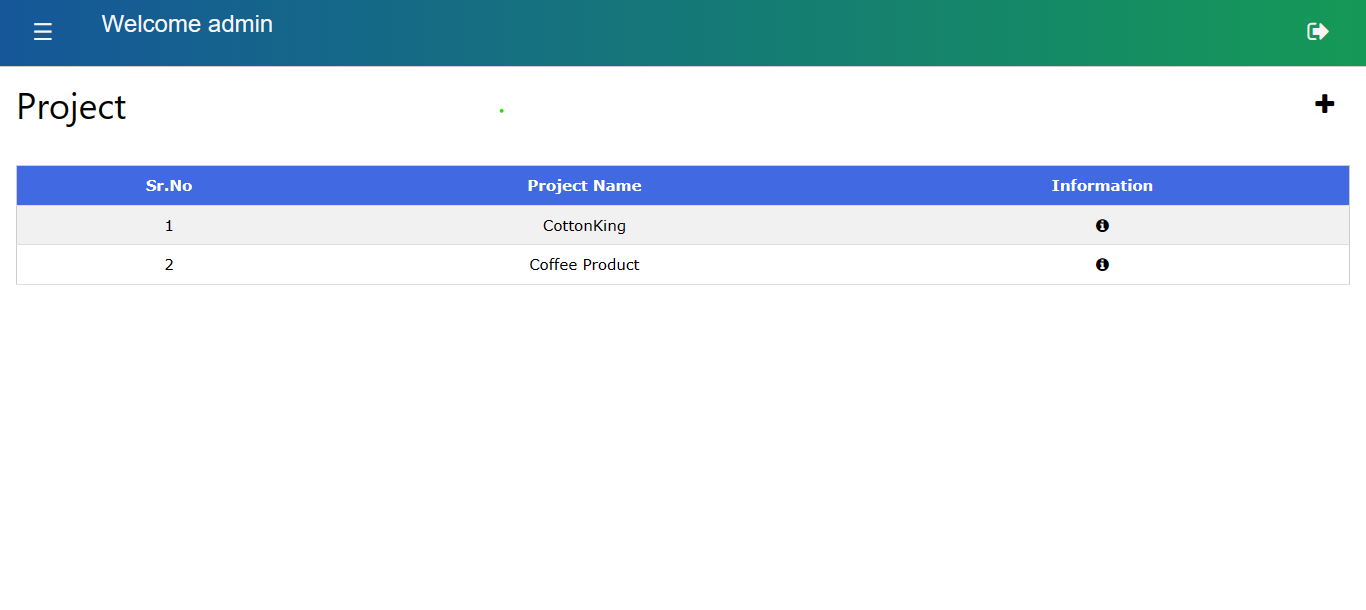 Welcome admin
Project
Sr.No Project Name Information
1 CottonKing
2 Coffee Product